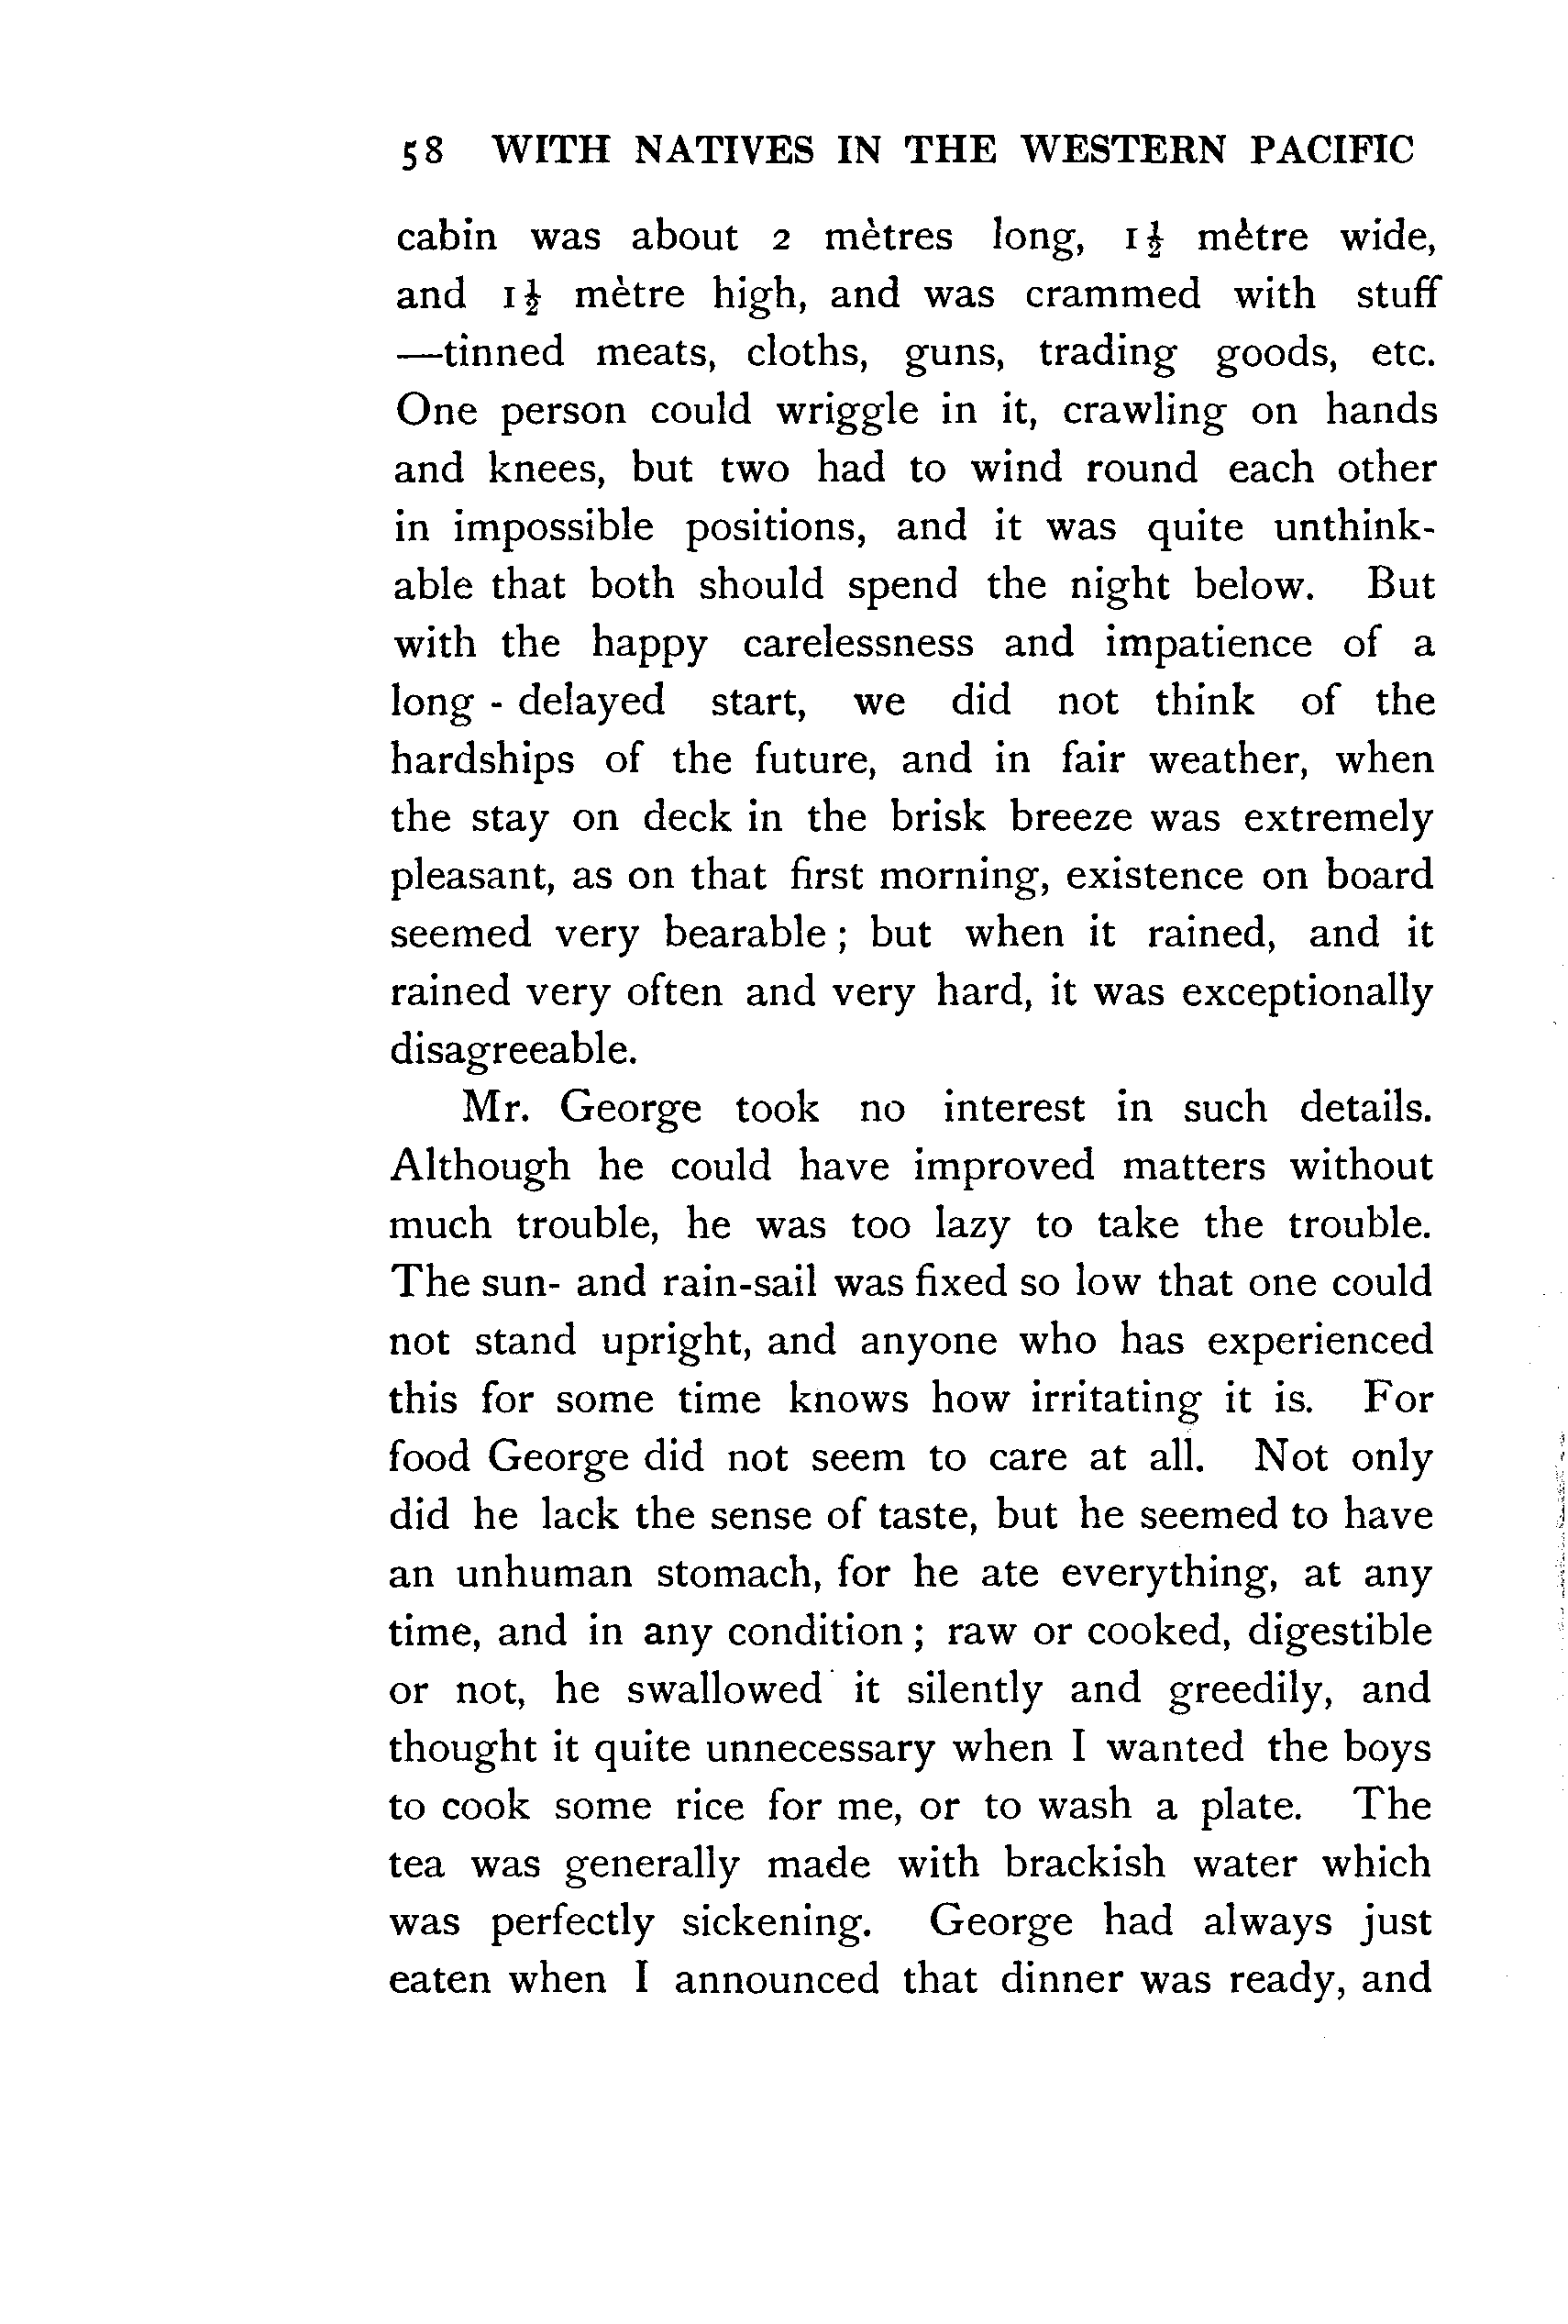 58 WITH NATIVES IN THE WESTERN PACIFIC
cabin was about 2 mètres long, 1½ mètre wide,
and 1½ mètre high, and was crammed with stuff
—tinned meats, cloths, guns, trading goods, etc.
One person could wriggle in it, crawling on hands
and knees, but two had to wind round each other
in impossible positions, and it was quite unthink-
able that both should spend the night below. But
with the happy carelessness and impatience of a
long-delayed start, we did not think of the
hardships of the future, and in fair weather, when
the stay on deck in the brisk breeze was extremely
pleasant, as on that first morning, existence on board
seemed very bearable; but when it rained, and it
rained very often and very hard, it was exceptionally
disagreeable.
Mr. George took no interest in such details.
Although he could have improved matters without
much trouble, he was too lazy to take the trouble.
The sun- and rain-sail was fixed so low that one could
not stand upright, and anyone who has experienced
this for some time knows how irritating it is. For
food George did not seem to care at all. Not only
did he lack the sense of taste, but he seemed to have
an unhuman stomach, for he ate everything, at any
time, and in any condition; raw or cooked, digestible
or not, he swallowed it silently and greedily, and
thought it quite unnecessary when I wanted the boys
to cook some rice for me, or to wash a plate. The
tea was generally made with brackish water which
was perfectly sickening. George had always just
eaten when I announced that dinner was ready, and